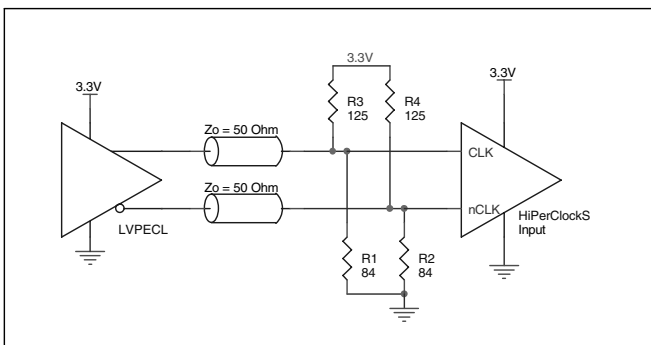 3.3V
3.3V
3.3V
R3
125
R4
125
Zo = 50 Ohm
CLK
Zo = 50 Ohm
nCLK
HiPerClockS
Input
LVPECL
R1
84
R2
84